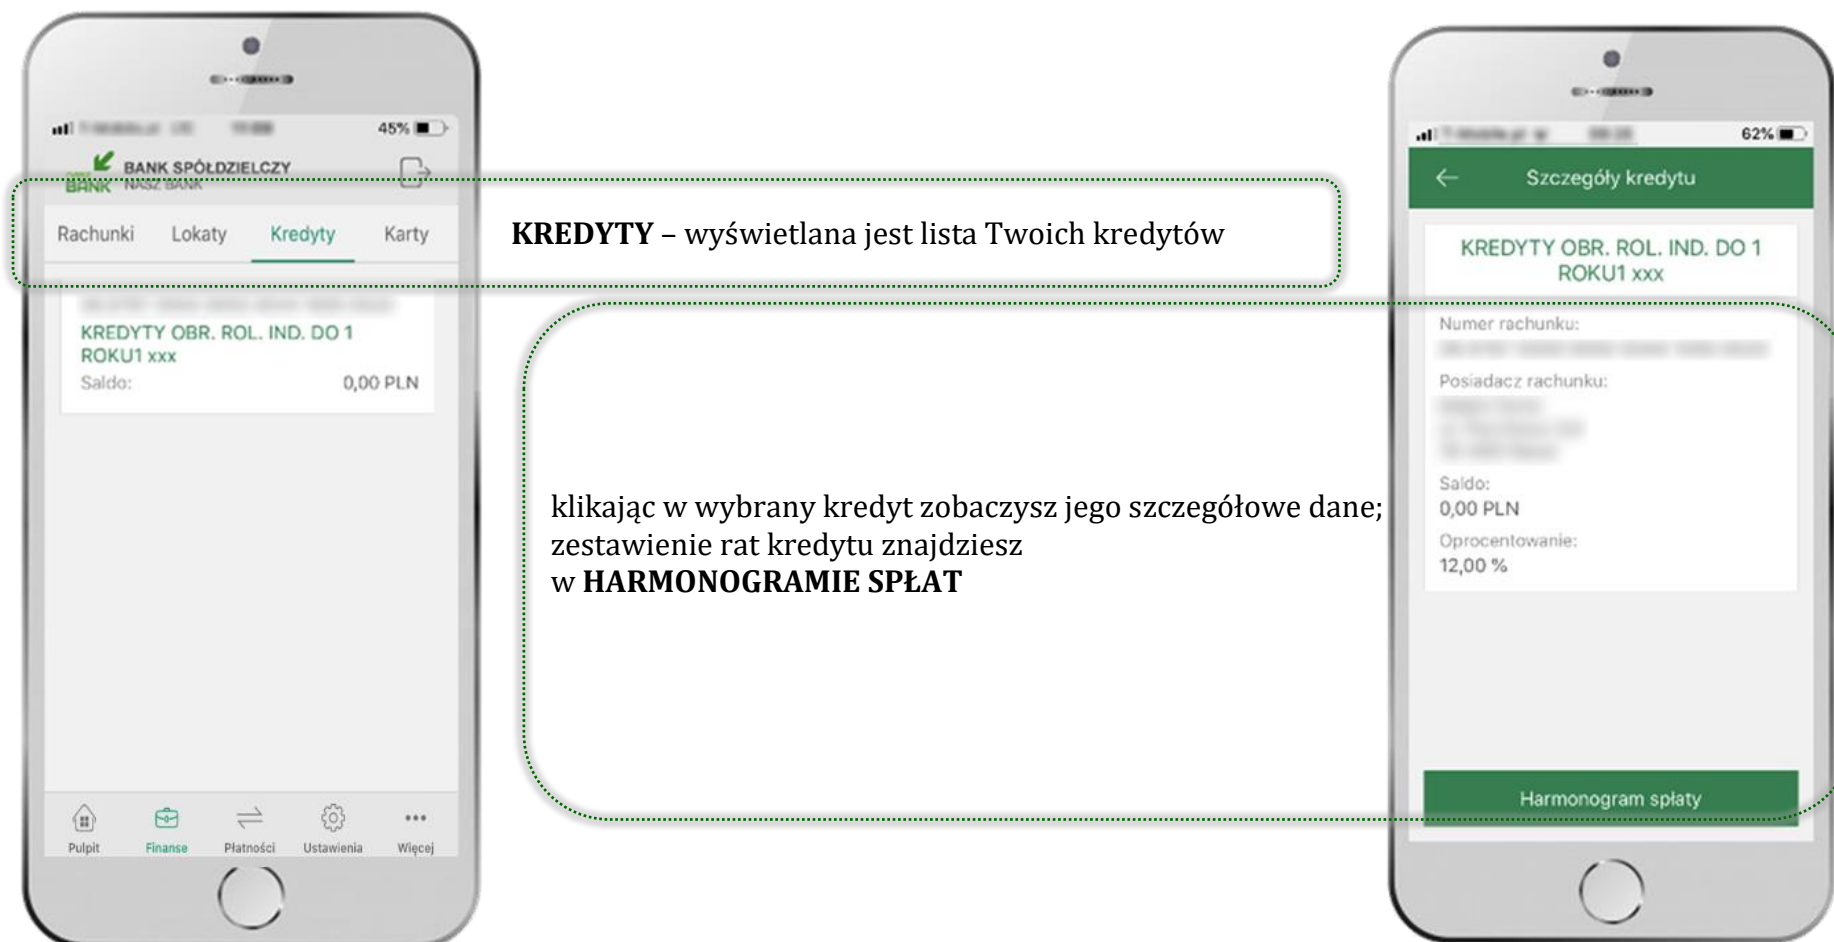 45%
nasz BANK
BANK SPÓŁDZIELCZY
NASZ BANK
Rachunki Lokaty Kredyty Karty
KREDYTY OBR. ROL. IND. DO 1
ROKU1 xxx
Saldo: 0,00 PLN
Pulpit Finanse Płatności Ustawienia Więcej
KREDYTY – wyświetlana jest lista Twoich kredytów
klikając w wybrany kredyt zobaczysz jego szczegółowe dane;
zestawienie rat kredytu znajdziesz
w HARMONOGRAMIE SPŁAT
62%
Szczegóły kredytu
KREDYTY OBR. ROL. IND. DO 1
ROKU1 xxx
Numer rachunku:
Posiadacz rachunku:
Saldo:
0,00 PLN
Oprocentowanie:
12,00 %
Harmonogram spłaty